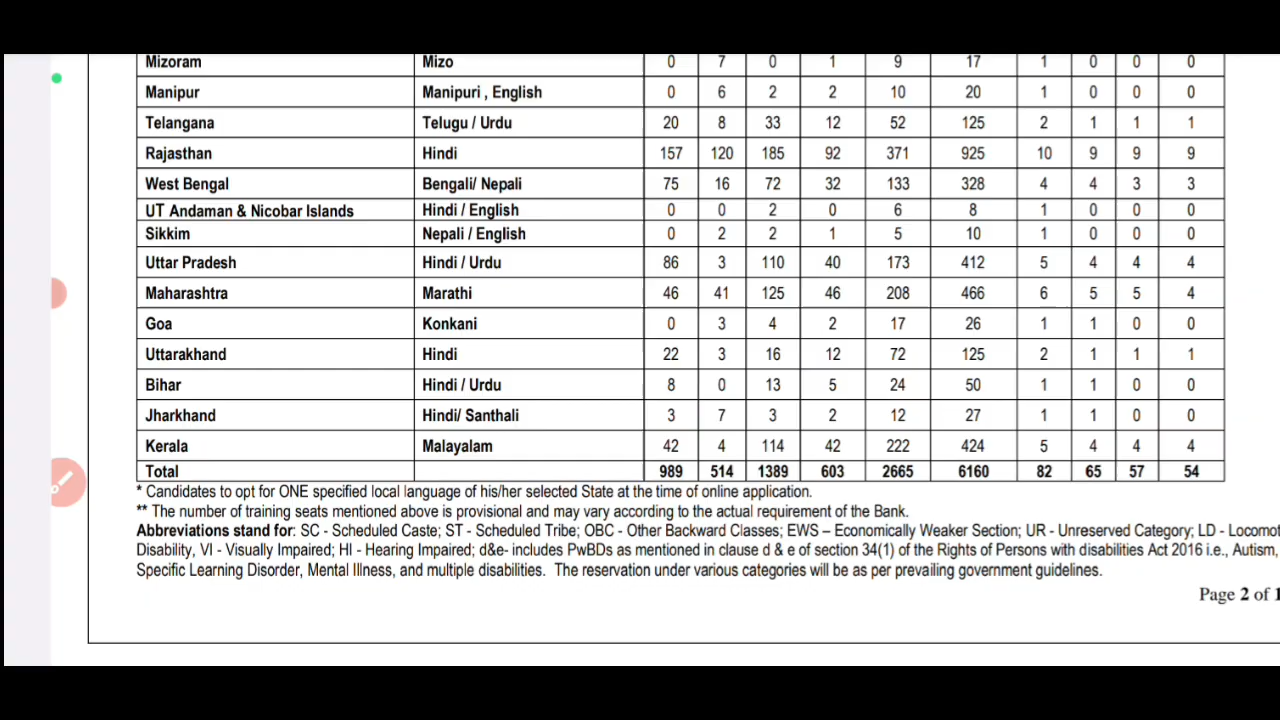 Mizoram Mizo 0 7 0 1 9 17 1 0 0 0
Manipur Manipuri , English 0 6 2 2 10 20 1 0 0 0
Telangana Telugu / Urdu 20 8 33 12 52 125 2 1 1 1
Rajasthan Hindi 157 120 185 92 371 925 10 9 9 9
West Bengal Bengali/ Nepali 75 16 72 32 133 328 4 4 3 3
UT Andaman & Nicobar Islands Hindi / English 0 0 2 0 6 8 1 0 0 0
Sikkim Nepali / English 0 2 2 1 5 10 1 0 0 0
Uttar Pradesh Hindi / Urdu 86 3 110 40 173 412 5 4 4 4
Maharashtra Marathi 46 41 125 46 208 466 6 5 5 4
Goa Konkani 0 3 4 2 17 26 1 1 0 0
Uttarakhand Hindi 22 3 16 12 72 125 2 1 1 1
Bihar Hindi / Urdu 8 0 13 5 24 50 1 1 0 0
Jharkhand Hindi/ Santhali 3 7 3 2 12 27 1 1 0 0
Kerala Malayalam 42 4 114 42 222 424 5 4 4 4
Total 989 514 1389 603 2665 6160 82 65 57 54
* Candidates to opt for ONE specified local language of his/her selected State at the time of online application.
** The number of training seats mentioned above is provisional and may vary according to the actual requirement of the Bank.
Abbreviations stand for: SC - Scheduled Caste; ST - Scheduled Tribe; OBC - Other Backward Classes; EWS – Economically Weaker Section; UR - Unreserved Category; LD - Locomot
Disability, VI - Visually Impaired; HI - Hearing Impaired; d&e- includes PwBDs as mentioned in clause d & e of section 34(1) of the Rights of Persons with disabilities Act 2016 i.e., Autism,
Specific Learning Disorder, Mental Illness, and multiple disabilities. The reservation under various categories will be as per prevailing government guidelines.
Page 2 of 1